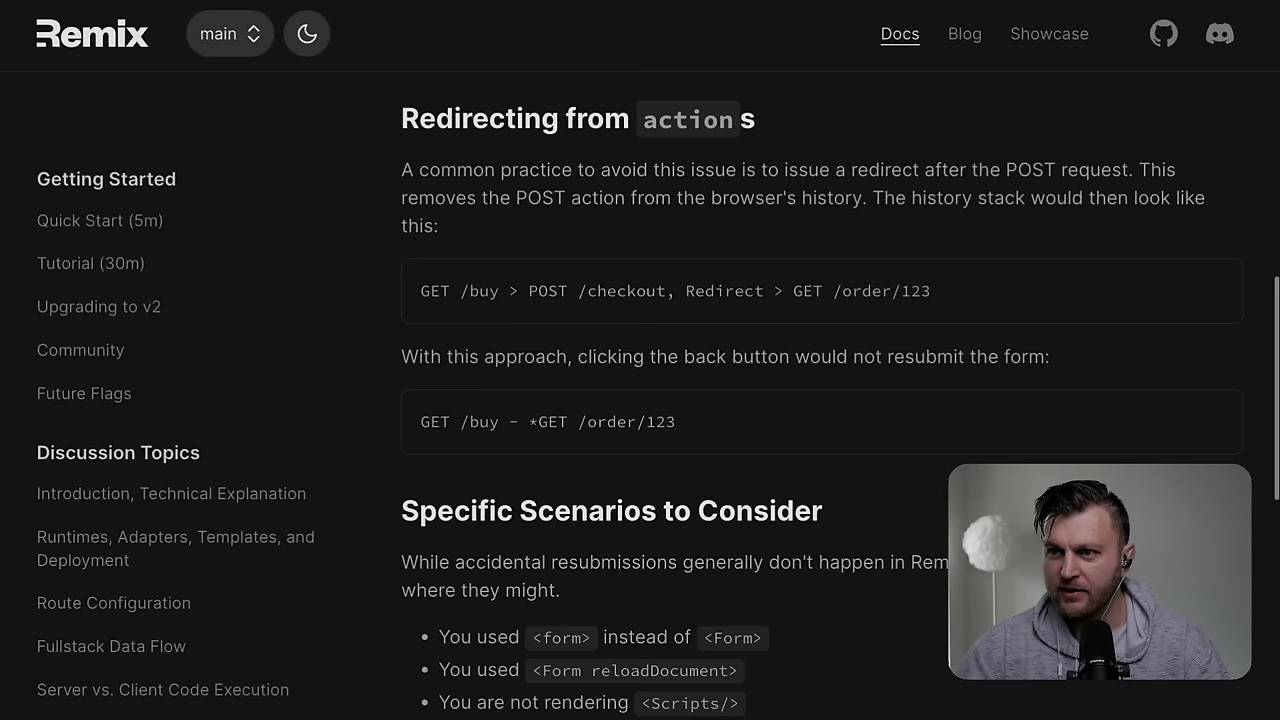 Remix
main
Docs
Blog
Showcase
Getting Started
Quick Start (5m)
Tutorial (30m)
Upgrading to v2
Community
Future Flags
Discussion Topics
Introduction, Technical Explanation
Runtimes, Adapters, Templates, and
Deployment
Route Configuration
Fullstack Data Flow
Server vs. Client Code Execution
Redirecting from actions
A common practice to avoid this issue is to issue a redirect after the POST request. This
removes the POST action from the browser's history. The history stack would then look like
this:
GET /buy > POST /checkout, Redirect > GET /order/123
With this approach, clicking the back button would not resubmit the form:
GET /buy - *GET /order/123
Specific Scenarios to Consider
While accidental resubmissions generally don't happen in Rem
where they might.
• You used <form> instead of <Form>
• You used <Form reloadDocument>
• You are not rendering <Scripts/>